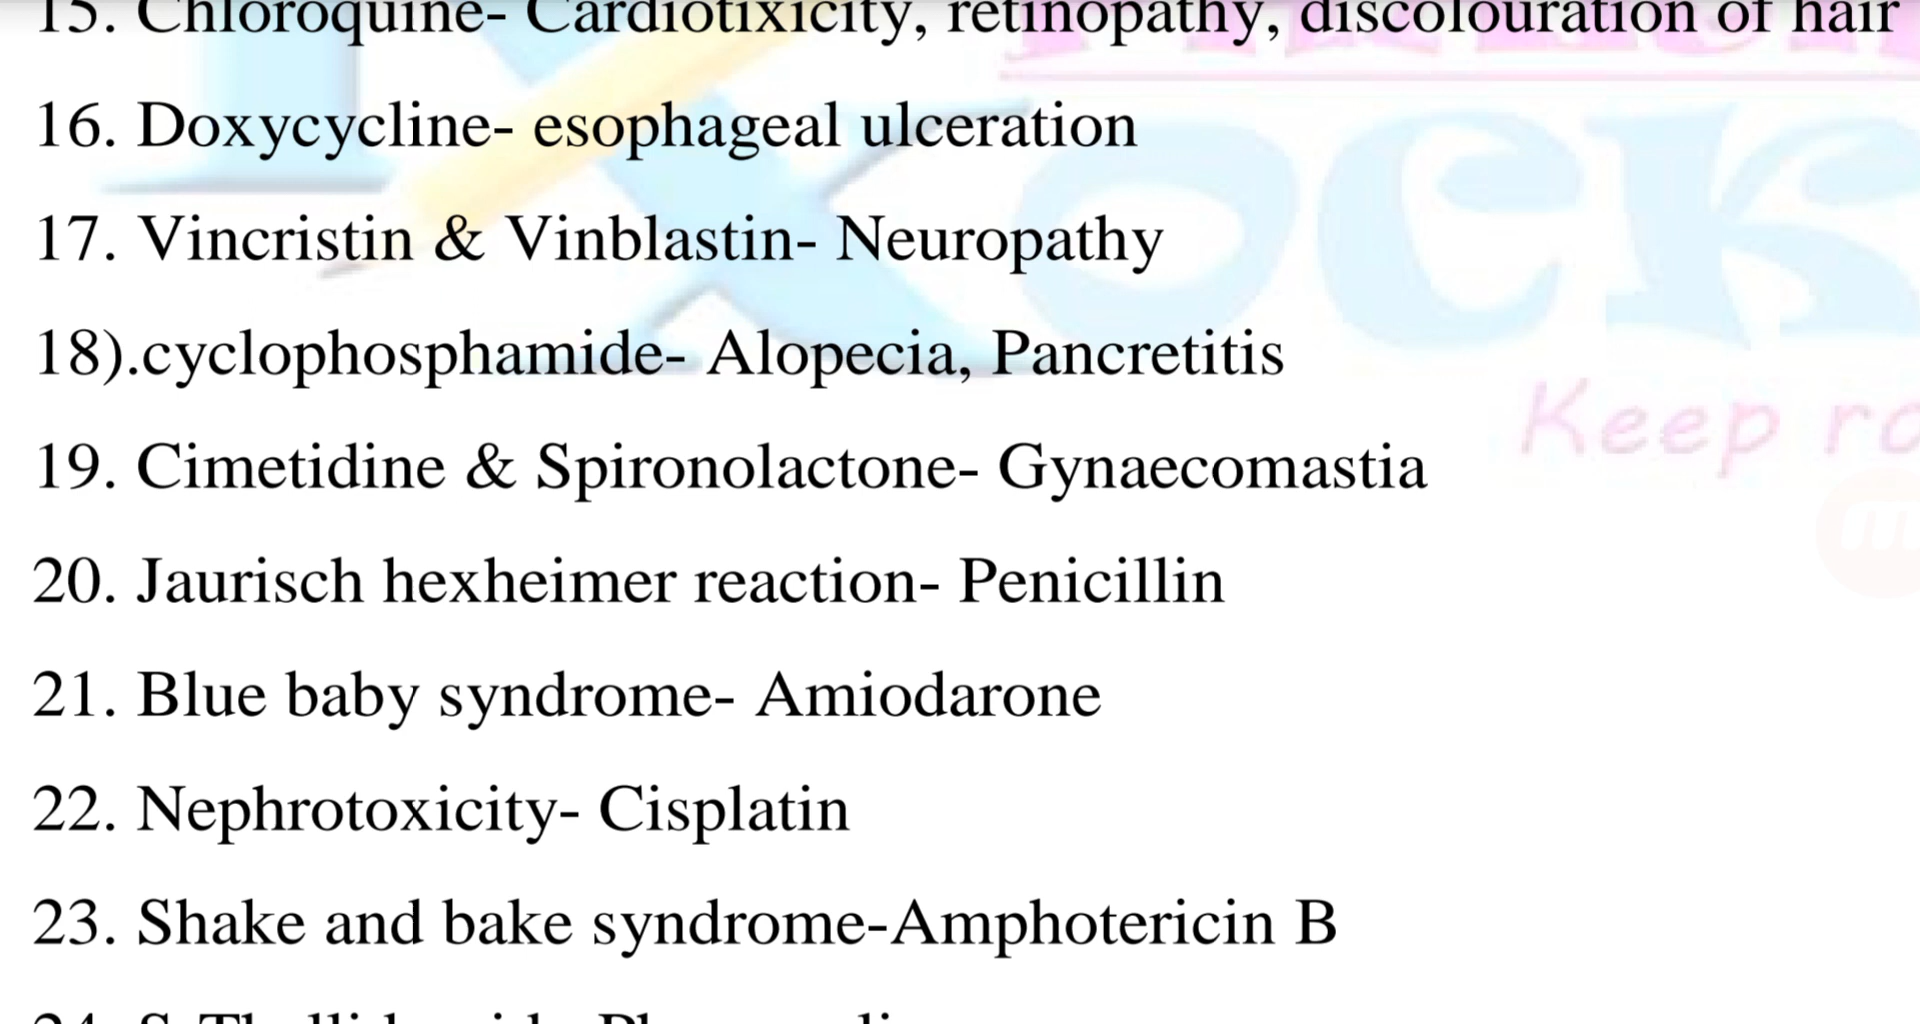 15. Chloroquine- Cardiotixicity, retinopathy, discolouration of hair
16. Doxycycline- esophageal ulceration
17. Vincristin & Vinblastin- Neuropathy
18).cyclophosphamide- Alopecia, Pancretitis
19. Cimetidine & Spironolactone- Gynaecomastia
Keep
20. Jaurisch hexheimer reaction- Penicillin
21. Blue baby syndrome- Amiodarone
22. Nephrotoxicity- Cisplatin
23. Shake and bake syndrome-Amphotericin B